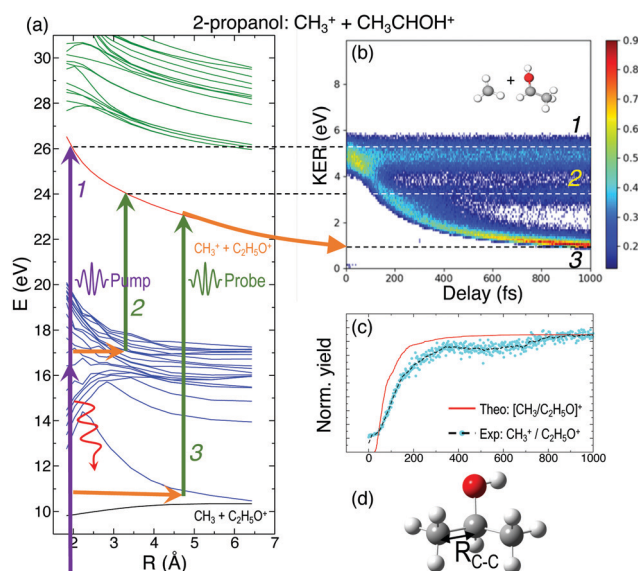 2-propanol: CH₃⁺ + CH₃CHOH⁺
(a)
30
28
26
24
22
20
18
16
14
12
10
E (eV)
1
CH₃⁺ + C₂H₅O⁺
Pump
Probe
2
3
CH₃ + C₂H₅O⁺
2
3
4
5
6
7
R (Å)
(b)
8
6
4
2
0
KER (eV)
+
1
2
3
0
200
400
600
800
1000
Delay (fs)
0.9
0.8
0.7
0.6
0.5
0.4
0.3
0.2
(c)
Norm. yield
Theo: [CH₃/C₂H₅O]⁺
Exp: CH₃⁺ / C₂H₅O⁺
0
200
400
600
800
1000
(d)
R_C-C